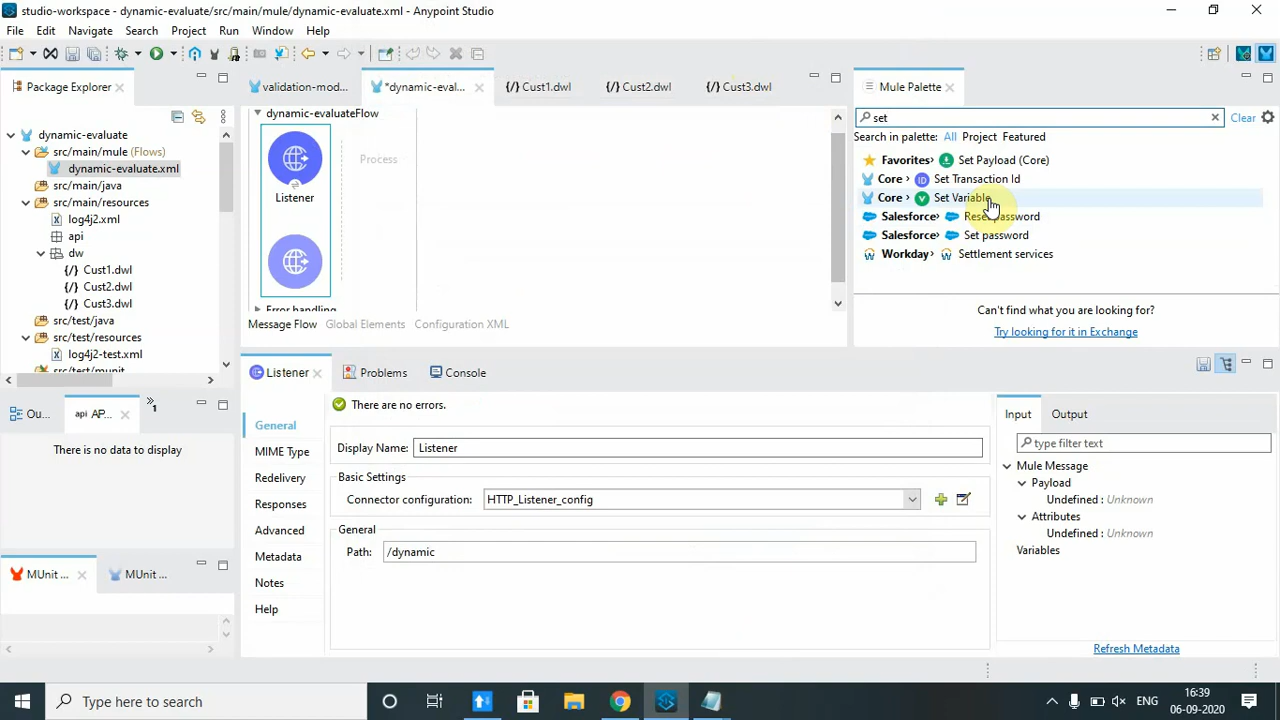 studio-workspace - dynamic-evaluate/src/main/mule/dynamic-evaluate.xml - Anypoint Studio
File Edit Navigate Search Project Run Window Help
Package Explorer
dynamic-evaluate
src/main/mule (Flows)
dynamic-evaluate.xml
src/main/java
src/main/resources
log4j2.xml
api
dw
Cust1.dwl
Cust2.dwl
Cust3.dwl
src/test/java
src/test/resources
log4j2-test.xml
src/test/munit
validation-mod... *dynamic-eval... Cust1.dwl Cust2.dwl Cust3.dwl
dynamic-evaluateFlow
Listener
Process
Error handling
Message Flow Global Elements Configuration XML
Mule Palette
set
Clear
Search in palette: All Project Featured
Favorites> Set Payload (Core)
Core > Set Transaction Id
Core > Set Variable
Salesforce> Reset password
Salesforce> Set password
Workday> Settlement services
Can't find what you are looking for?
Try looking for it in Exchange
Ou... api AP... 1
There is no data to display
MUnit ... MUnit ...
Listener Problems Console
There are no errors.
General
MIME Type
Redelivery
Responses
Advanced
Metadata
Notes
Help
Display Name: Listener
Basic Settings
Connector configuration: HTTP_Listener_config
General
Path: /dynamic
Input Output
type filter text
Mule Message
Payload
Undefined : Unknown
Attributes
Undefined : Unknown
Variables
Refresh Metadata
Type here to search
ENG
16:39
06-09-2020